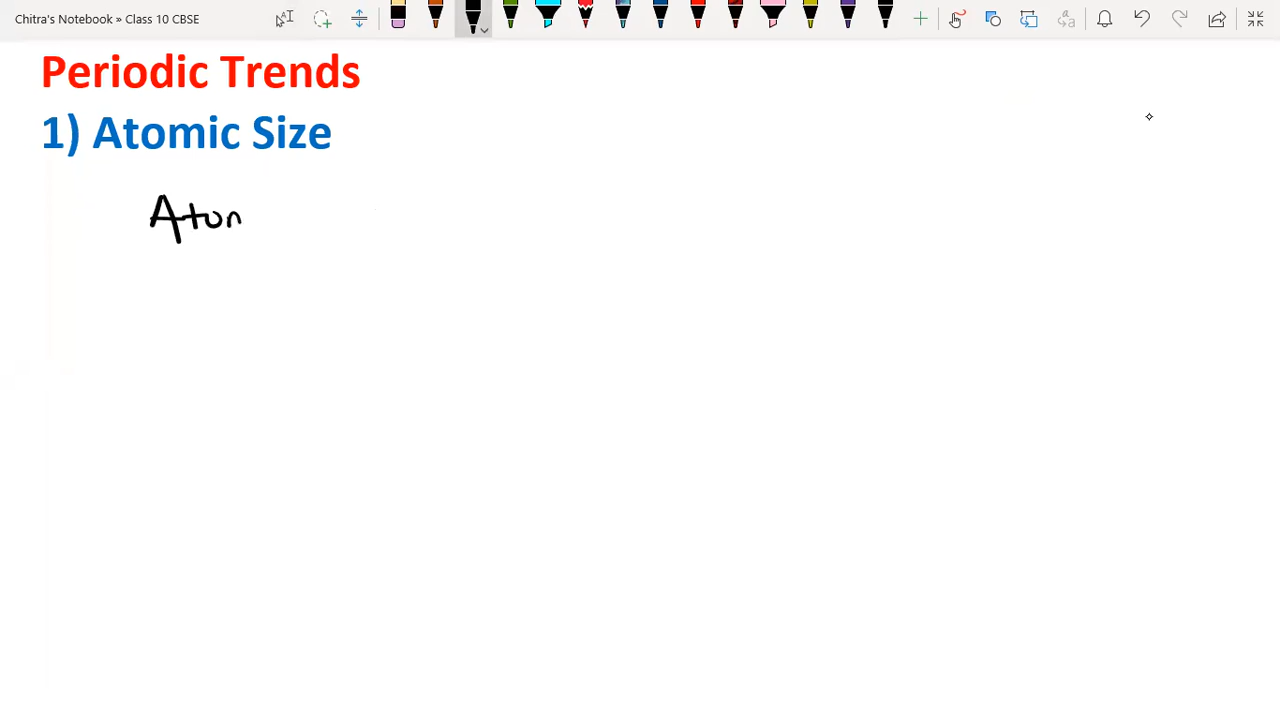 Chitra's Notebook » Class 10 CBSE
Periodic Trends
1) Atomic Size
Aton